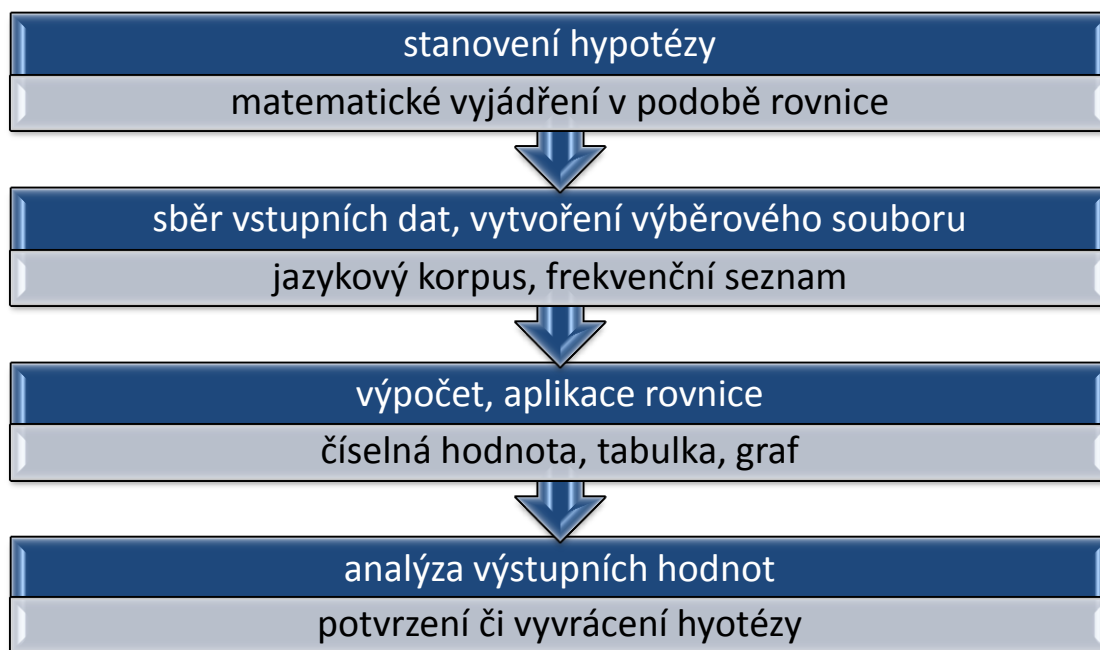 stanovení hypotézy
matematické vyjádření v podobě rovnice
sběr vstupních dat, vytvoření výběrového souboru
jazykový korpus, frekvenční seznam
výpočet, aplikace rovnice
číselná hodnota, tabulka, graf
analýza výstupních hodnot
potvrzení či vyvrácení hyotézy